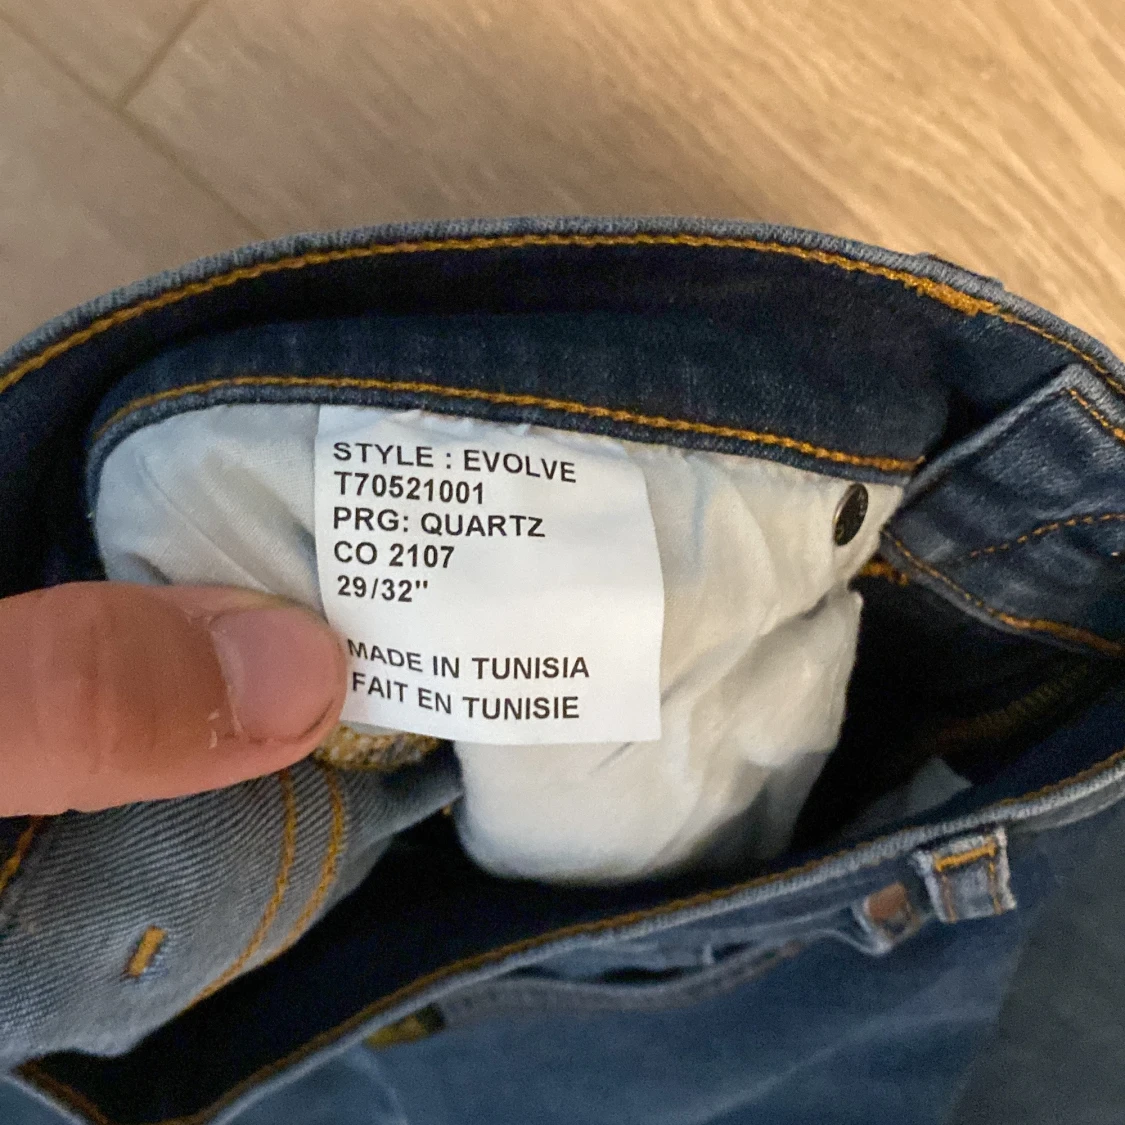 STYLE : EVOLVE
T70521001
PRG: QUARTZ
CO 2107
29/32"
MADE IN TUNISIA
FAIT EN TUNISIE